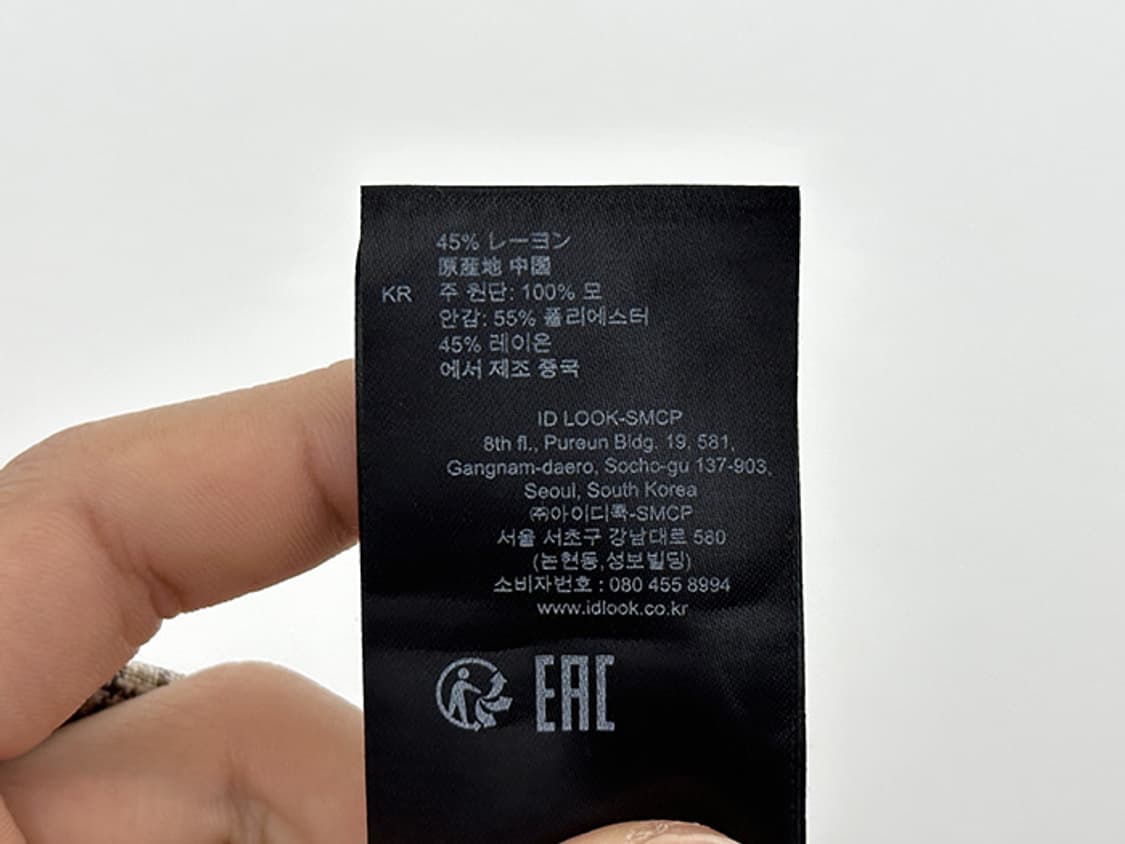 45% レーヨン
原産地 中国
KR 주 원단: 100% 모
안감: 55% 폴리에스터
45% 레이온
에서 제조 중국
ID LOOK-SMCP
8th fl., Pureun Bldg. 19, 581,
Gangnam-daero, Socho-gu 137-903,
Seoul, South Korea
㈜아이디룩-SMCP
서울 서초구 강남대로 580
(논현동,성보빌딩)
소비자번호 : 080 455 8994
www.idlook.co.kr
EAC